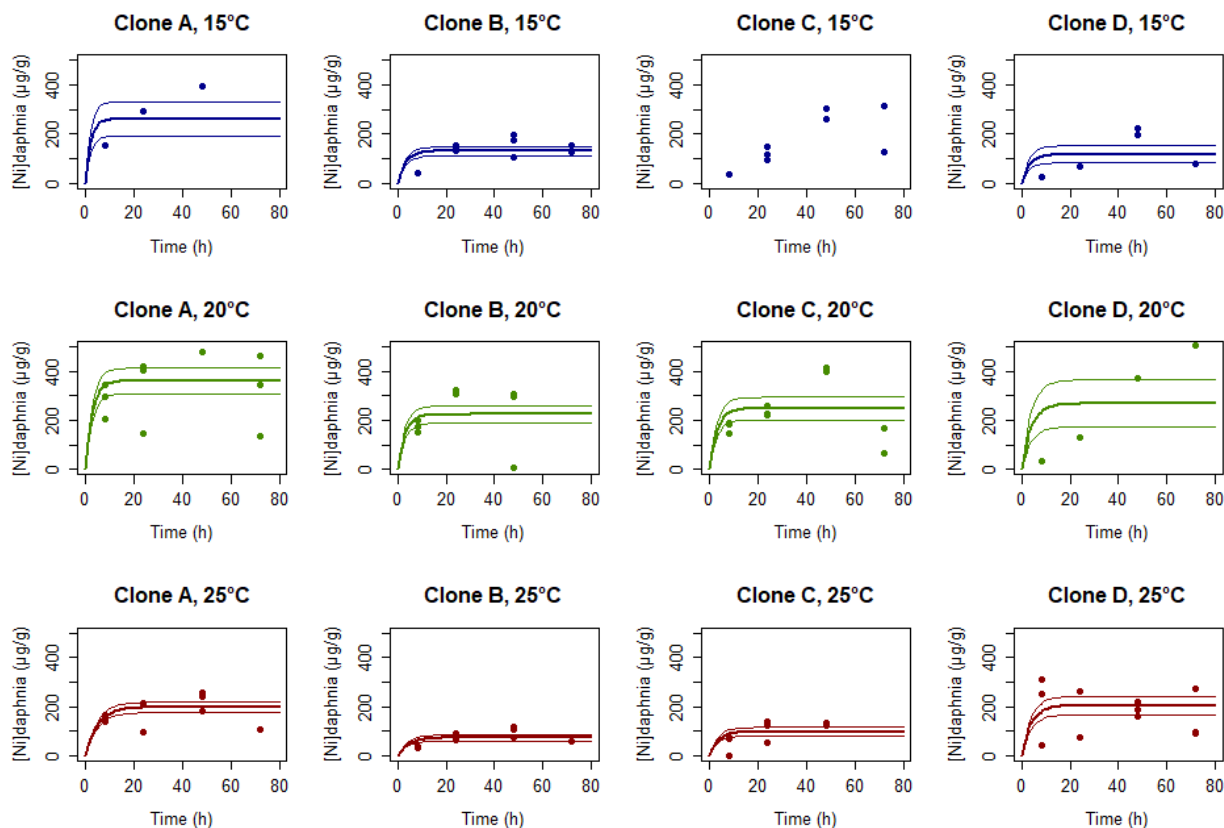 Clone A, 15°C
[Ni]daphnia (µg/g)
0 200 400
0 20 40 60 80
Time (h)
Clone B, 15°C
[Ni]daphnia (µg/g)
0 200 400
0 20 40 60 80
Time (h)
Clone C, 15°C
[Ni]daphnia (µg/g)
0 200 400
0 20 40 60 80
Time (h)
Clone D, 15°C
[Ni]daphnia (µg/g)
0 200 400
0 20 40 60 80
Time (h)
Clone A, 20°C
[Ni]daphnia (µg/g)
0 200 400
0 20 40 60 80
Time (h)
Clone B, 20°C
[Ni]daphnia (µg/g)
0 200 400
0 20 40 60 80
Time (h)
Clone C, 20°C
[Ni]daphnia (µg/g)
0 200 400
0 20 40 60 80
Time (h)
Clone D, 20°C
[Ni]daphnia (µg/g)
0 200 400
0 20 40 60 80
Time (h)
Clone A, 25°C
[Ni]daphnia (µg/g)
0 200 400
0 20 40 60 80
Time (h)
Clone B, 25°C
[Ni]daphnia (µg/g)
0 200 400
0 20 40 60 80
Time (h)
Clone C, 25°C
[Ni]daphnia (µg/g)
0 200 400
0 20 40 60 80
Time (h)
Clone D, 25°C
[Ni]daphnia (µg/g)
0 200 400
0 20 40 60 80
Time (h)